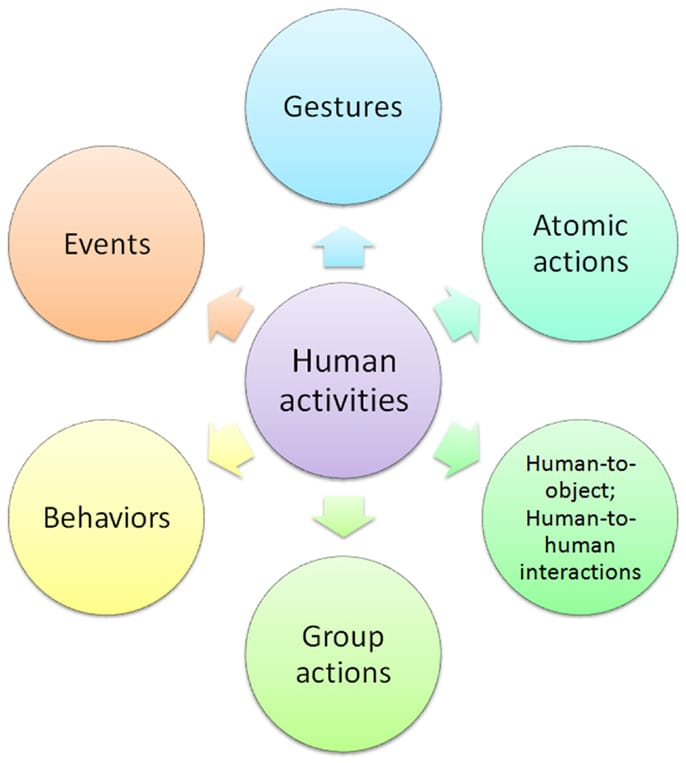 Gestures
Atomic
actions
Human-to-
object;
Human-to-
human
interactions
Group
actions
Behaviors
Events
Human
activities